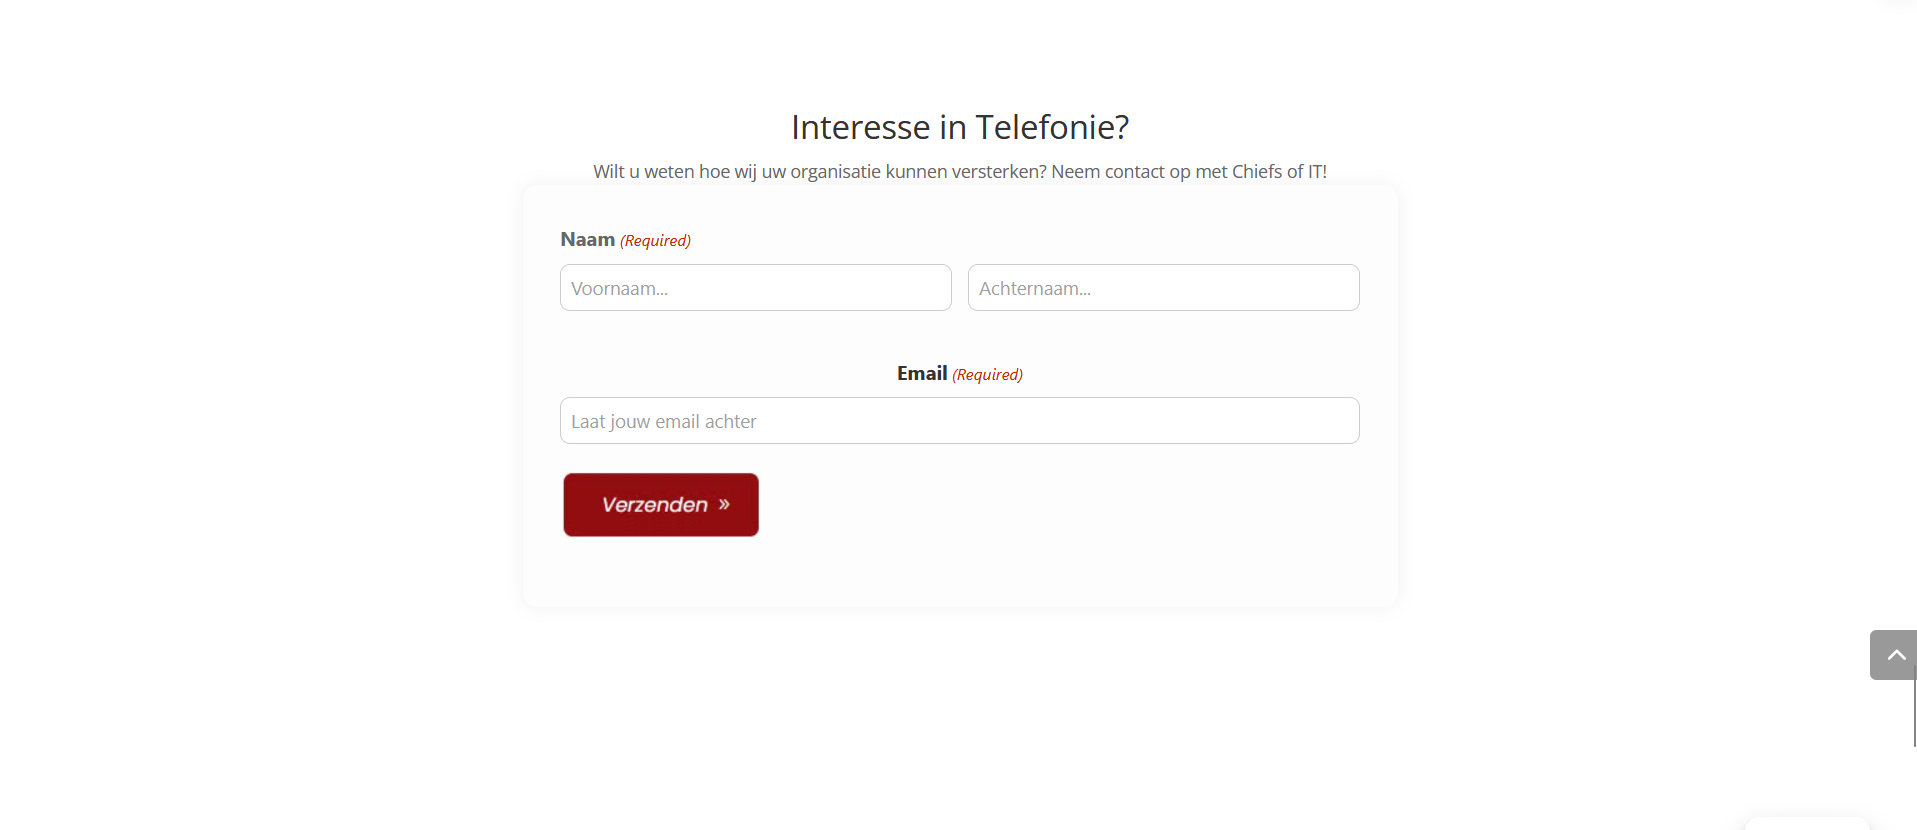 Interesse in Telefonie?
Wilt u weten hoe wij uw organisatie kunnen versterken? Neem contact op met Chiefs of IT!
Naam (Required)
Voornaam... Achternaam...
Email (Required)
Laat jouw email achter
Verzenden »